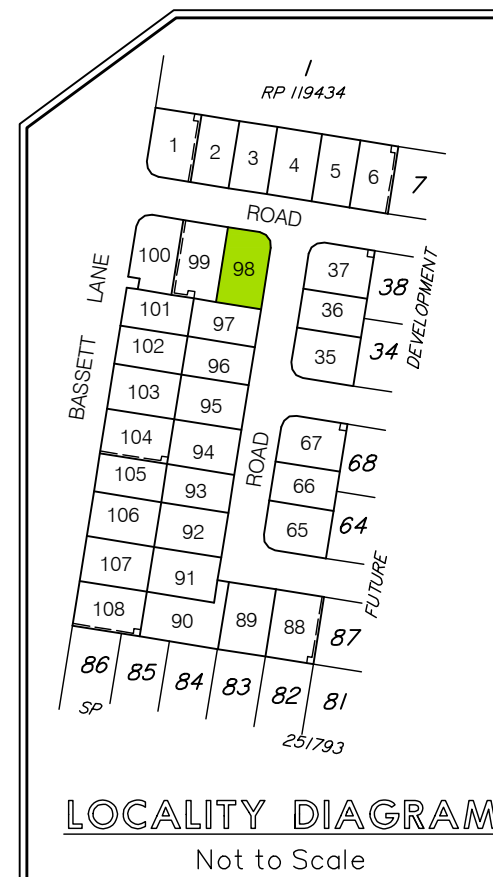 1
RP 119434
1 2 3 4 5 6 7
ROAD
100 99 98
LANE
BASSETT
37 38
36
35 34
DEVELOPMENT
101 97
102 96
103 95
104 94
105 93
106 92
107 91
108 90 89 88 87
ROAD
67 68
66
65 64
FUTURE
86 85 84 83 82 81
SP
251793
LOCALITY DIAGRAM
Not to Scale